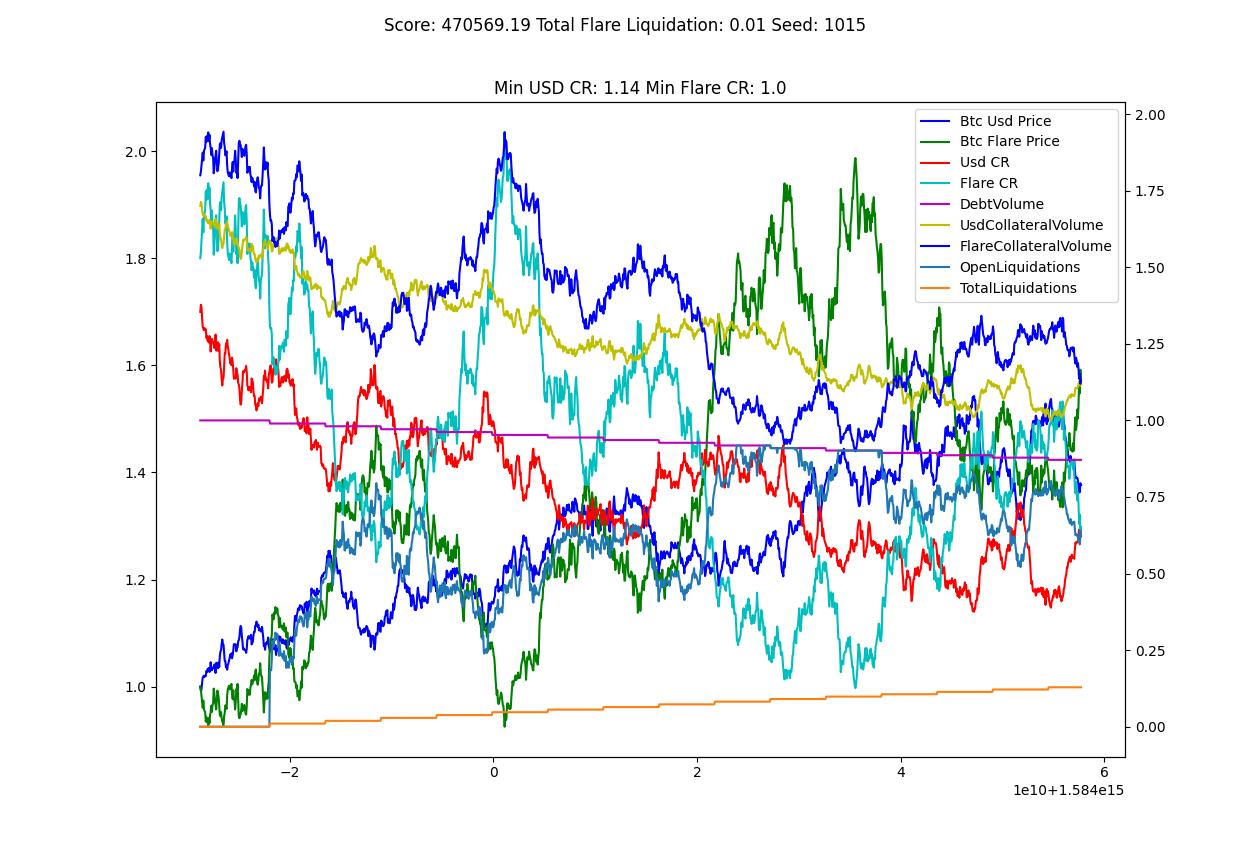 Score: 470569.19 Total Flare Liquidation: 0.01 Seed: 1015
Min USD CR: 1.14 Min Flare CR: 1.0
2.0
1.8
1.6
1.4
1.2
1.0
2.00
1.75
1.50
1.25
1.00
0.75
0.50
0.25
0.00
Btc Usd Price
Btc Flare Price
Usd CR
Flare CR
DebtVolume
UsdCollateralVolume
FlareCollateralVolume
OpenLiquidations
TotalLiquidations
−2
0
2
4
6
1e10+1.584e15